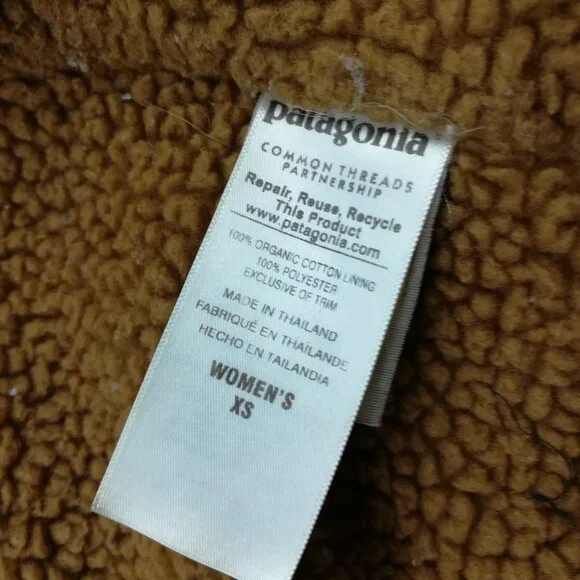 patagonia
COMMON THREADS
PARTNERSHIP
Repair, Reuse, Recycle
This Product
www.patagonia.com
100% ORGANIC COTTON LINING
100% POLYESTER
EXCLUSIVE OF TRIM
MADE IN THAILAND
FABRIQUÉ EN THAILANDE
HECHO EN TAILANDIA
WOMEN'S
XS